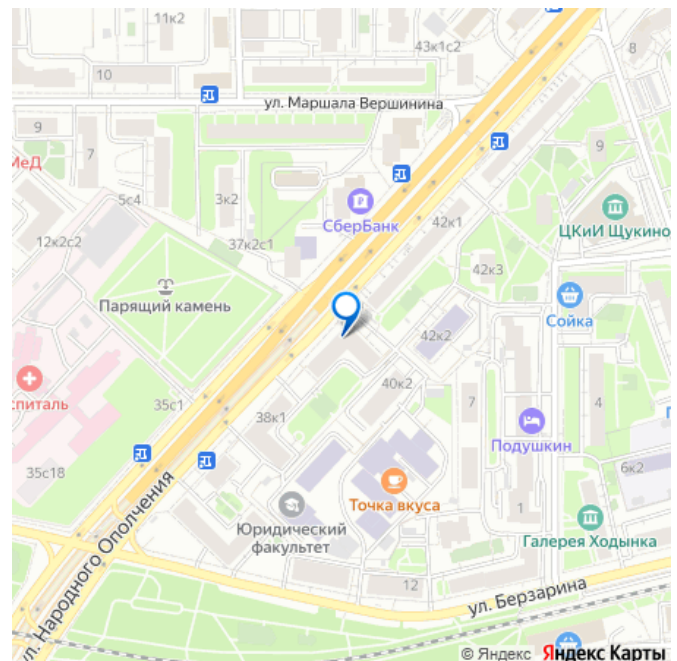 11к2
43к1с2
8
10
ул. Маршала Вершинина
9
7
9
МеД
5с4
3к2
СберБанк
42к1
ЦКиИ Щукино
12к2с2
37к2с1
42к3
Парящий камень
Сойка
42к2
спиталь
35с1
40к2
38к1
7
4
Подушкин
35с18
6к2
Точка вкуса
Юридический
факультет
1
Галерея Ходынка
ул. Народного Ополчения
12
ул. Берзарина
© Яндекс Яндекс Карты